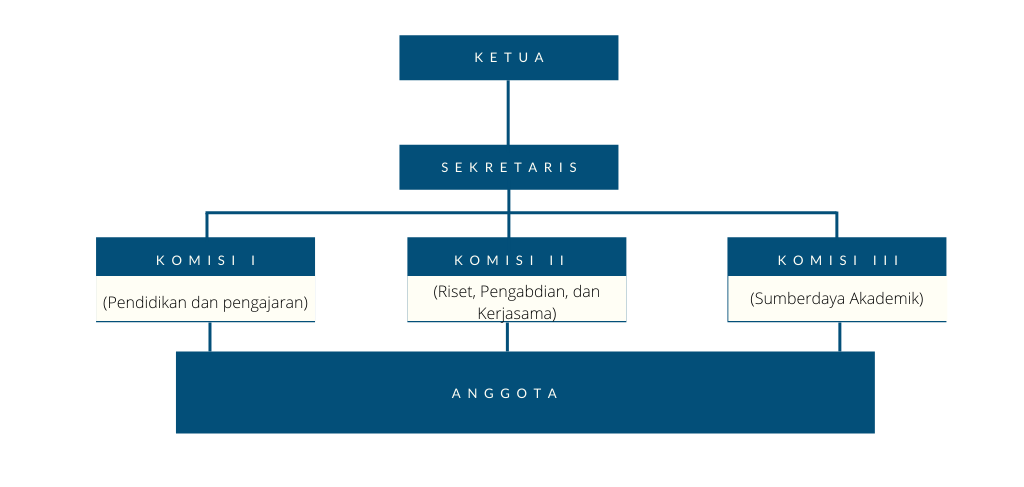 KETUA
SEKRETARIS
KOMISI I
(Pendidikan dan pengajaran)
KOMISI II
(Riset, Pengabdian, dan
Kerjasama)
KOMISI III
(Sumberdaya Akademik)
ANGGOTA